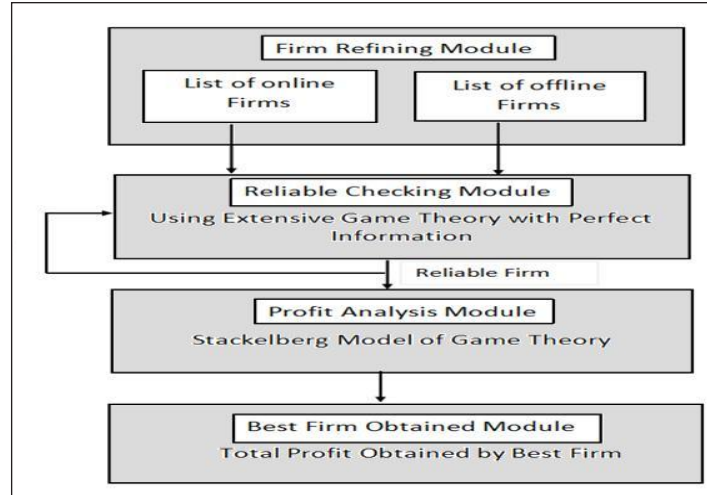 Firm Refining Module
List of online
Firms
List of offline
Firms
Reliable Checking Module
Using Extensive Game Theory with Perfect
Information
Reliable Firm
Profit Analysis Module
Stackelberg Model of Game Theory
Best Firm Obtained Module
Total Profit Obtained by Best Firm